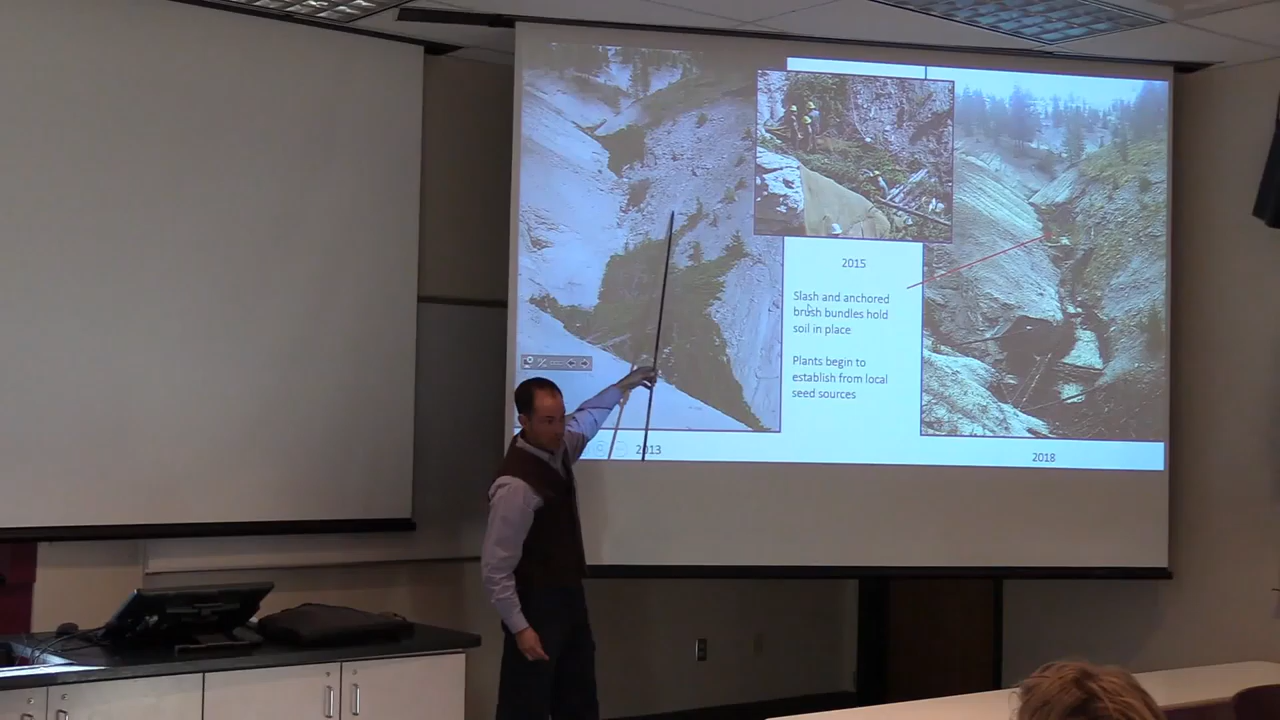 2015
Slash and anchored
brush bundles hold
soil in place
Plants begin to
establish from local
seed sources
2013
2018